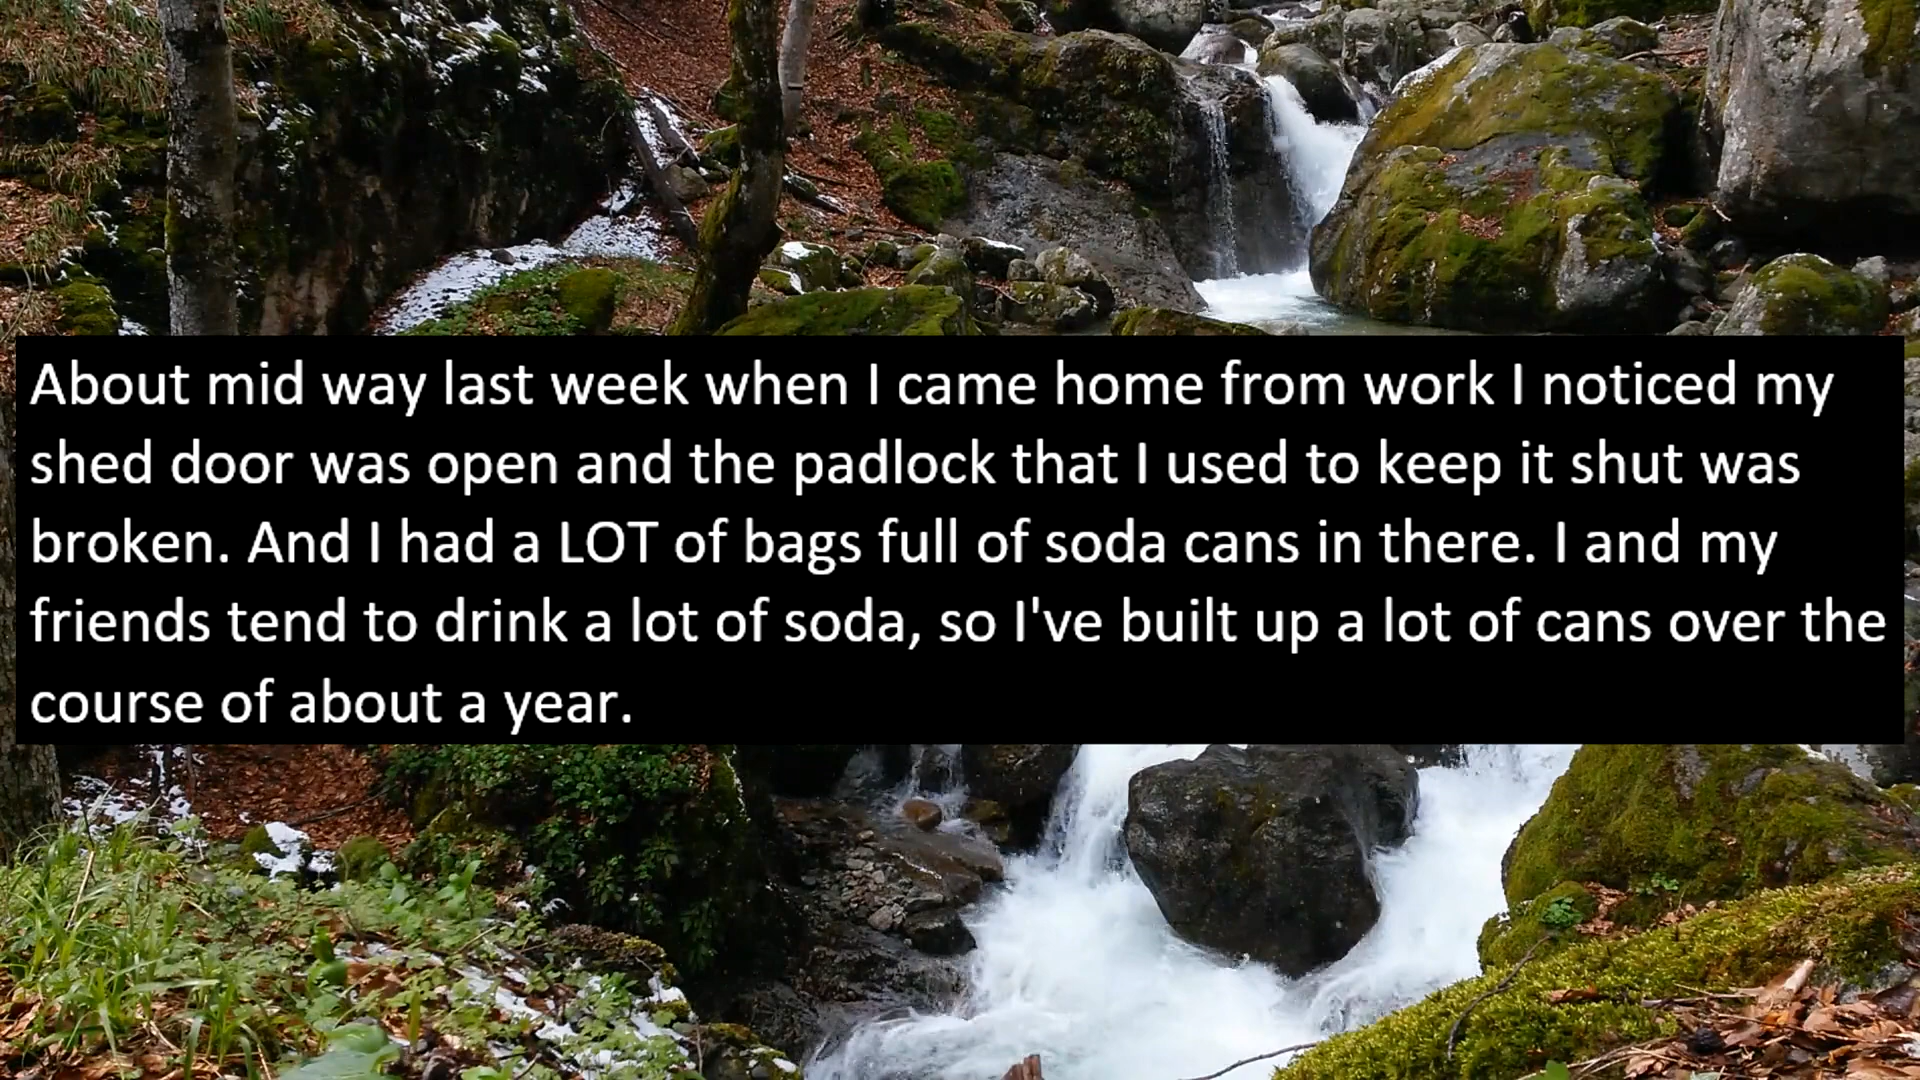 About mid way last week when I came home from work I noticed my
shed door was open and the padlock that I used to keep it shut was
broken. And I had a LOT of bags full of soda cans in there. I and my
friends tend to drink a lot of soda, so I've built up a lot of cans over the
course of about a year.